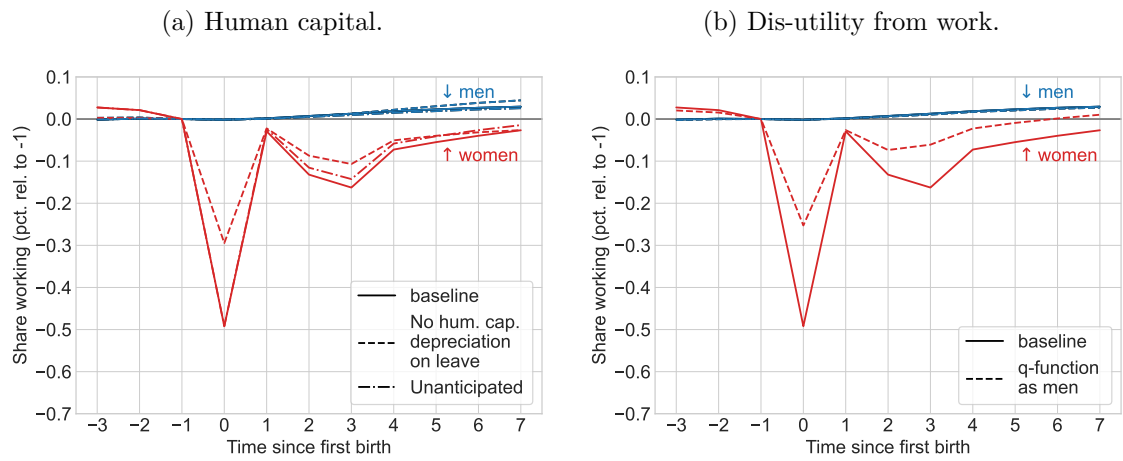 (a) Human capital.
Share working (pct. rel. to -1)
0.1
0.0
−0.1
−0.2
−0.3
−0.4
−0.5
−0.6
−0.7
↓ men
↑ women
baseline
No hum. cap.
depreciation
on leave
Unanticipated
−3 −2 −1 0 1 2 3 4 5 6 7
Time since first birth
(b) Dis-utility from work.
Share working (pct. rel. to -1)
0.1
0.0
−0.1
−0.2
−0.3
−0.4
−0.5
−0.6
−0.7
↓ men
↑ women
baseline
q-function
as men
−3 −2 −1 0 1 2 3 4 5 6 7
Time since first birth